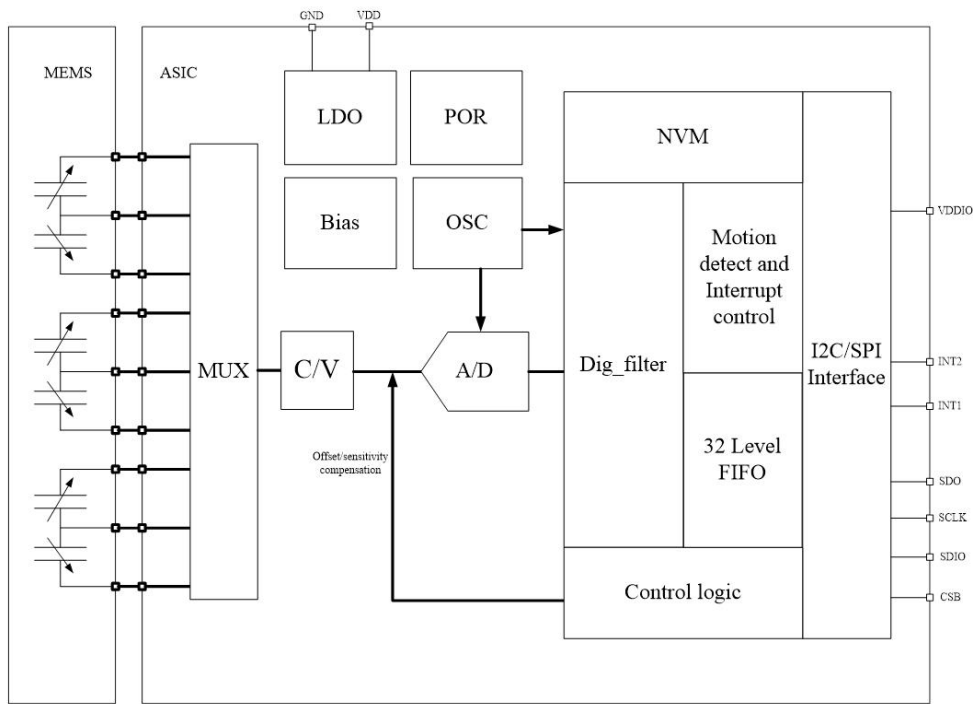 GND
VDD
MEMS
ASIC
LDO
POR
NVM
Bias
OSC
VDDIO
Motion
detect and
Interrupt
control
MUX
C/V
A/D
Dig_filter
I2C/SPI
Interface
INT2
INT1
Offset/sensitivity
compensation
32 Level
FIFO
SDO
SCLK
SDIO
Control logic
CSB